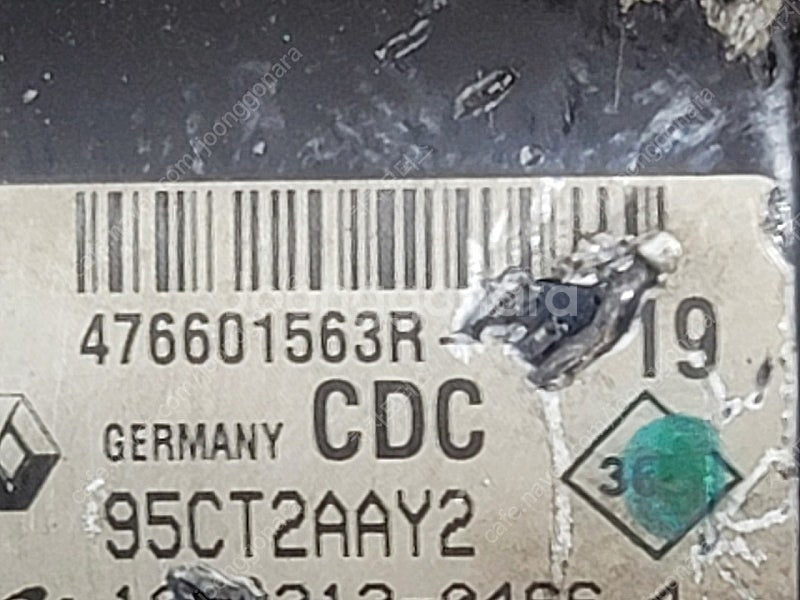 476601563R-
19
GERMANY CDC
36
95CT2AAY2